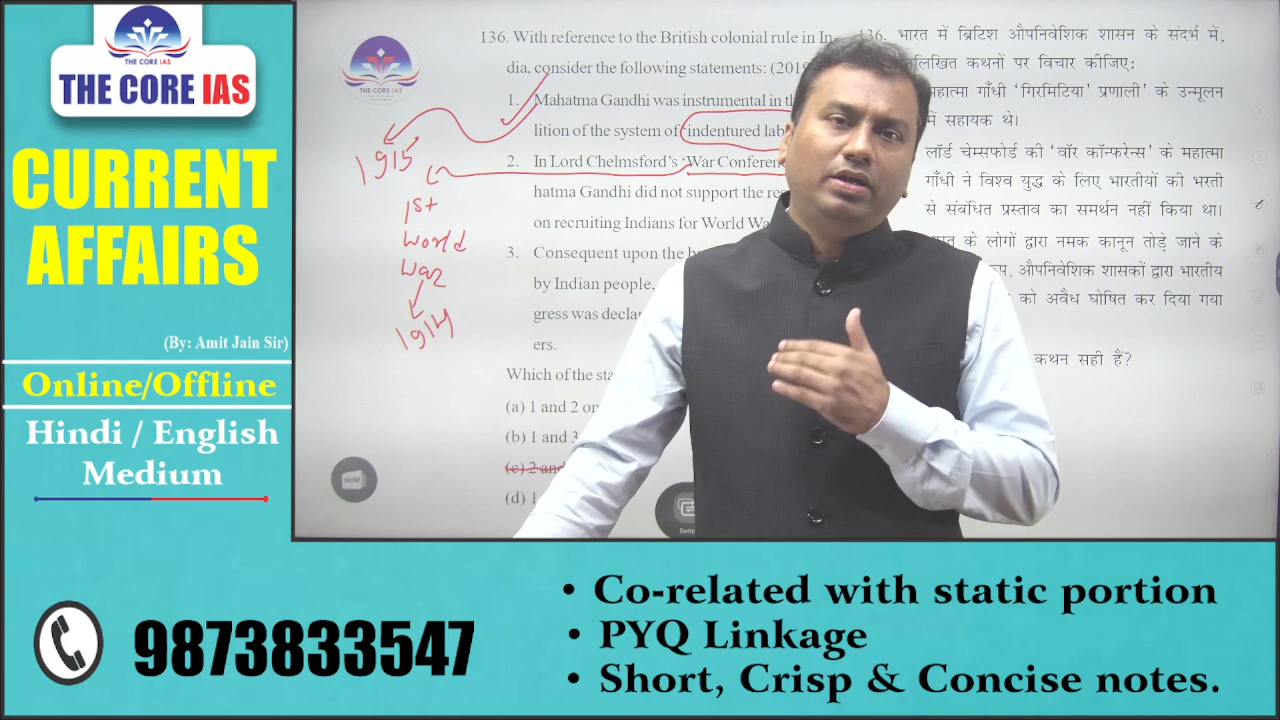 THE CORE IAS
THE CORE IAS
CURRENT
AFFAIRS
(By: Amit Jain Sir)
Online/Offline
Hindi / English
Medium
THE CORE IAS
136. With reference to the British colonial rule in In
dia, consider the following statements: (201
1. Mahatma Gandhi was instrumental in th
lition of the system of 'indentured lab
2. In Lord Chelmsford's 'War Conferen
hatma Gandhi did not support the res
on recruiting Indians for World Wa
3. Consequent upon the b
by Indian people,
gress was decla
ers.
Which of the sta
(a) 1 and 2 on
(b) 1 and 3
(c) 2 and
(d) 1
1915
1st
world
war
1914
136. भारत में ब्रिटिश औपनिवेशिक शासन के संदर्भ में,
लिखित कथनों पर विचार कीजिए:
महात्मा गाँधी 'गिरमिटिया प्रणाली' के उन्मूलन
में सहायक थे।
लॉर्ड चेम्सफोर्ड की 'वॉर कॉन्फरेन्स' के महात्मा
गाँधी ने विश्व युद्ध के लिए भारतीयों की भरती
से संबंधित प्रस्ताव का समर्थन नहीं किया था।
के लोगों द्वारा नमक कानून तोड़े जाने के
औपनिवेशिक शासकों द्वारा भारतीय
को अवैध घोषित कर दिया गया
कथन सही हैं?
9873833547
• Co-related with static portion
• PYQ Linkage
• Short, Crisp & Concise notes.